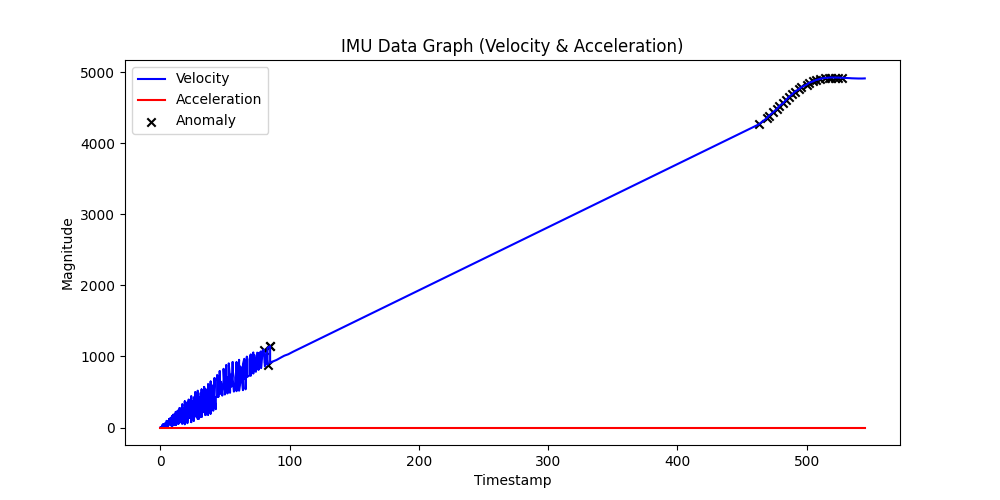 IMU Data Graph (Velocity & Acceleration)
Velocity
Acceleration
Anomaly
5000
4000
3000
2000
1000
0
Magnitude
0 100 200 300 400 500
Timestamp